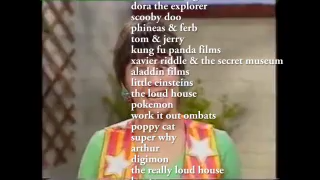 dora the explorer
scooby doo
phineas & ferb
tom & jerry
kung fu panda films
xavier riddle & the secret museum
aladdin films
little einsteins
the loud house
pokemon
work it out ombats
poppy cat
super why
arthur
digimon
the really loud house